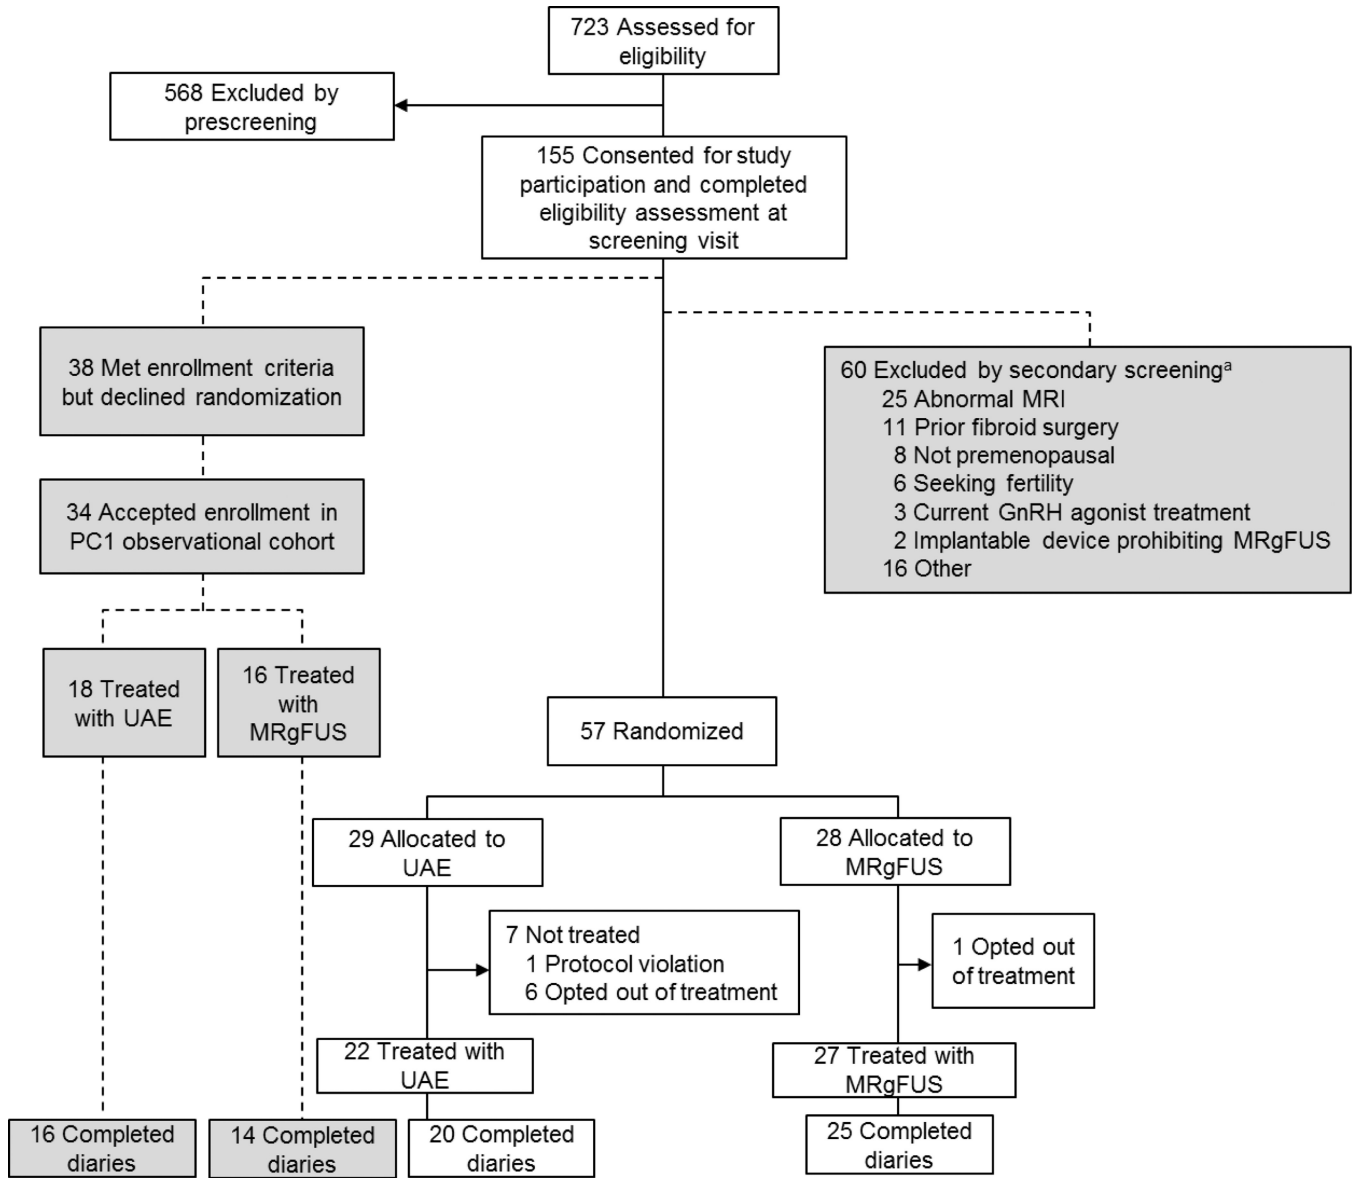 723 Assessed for
eligibility
568 Excluded by
prescreening
155 Consented for study
participation and completed
eligibility assessment at
screening visit
38 Met enrollment criteria
but declined randomization
60 Excluded by secondary screeningᵃ
25 Abnormal MRI
11 Prior fibroid surgery
8 Not premenopausal
6 Seeking fertility
3 Current GnRH agonist treatment
2 Implantable device prohibiting MRgFUS
16 Other
34 Accepted enrollment in
PC1 observational cohort
18 Treated
with UAE
16 Treated
with
MRgFUS
57 Randomized
29 Allocated to
UAE
28 Allocated to
MRgFUS
7 Not treated
1 Protocol violation
6 Opted out of treatment
1 Opted out
of treatment
22 Treated with
UAE
27 Treated with
MRgFUS
16 Completed
diaries
14 Completed
diaries
20 Completed
diaries
25 Completed
diaries